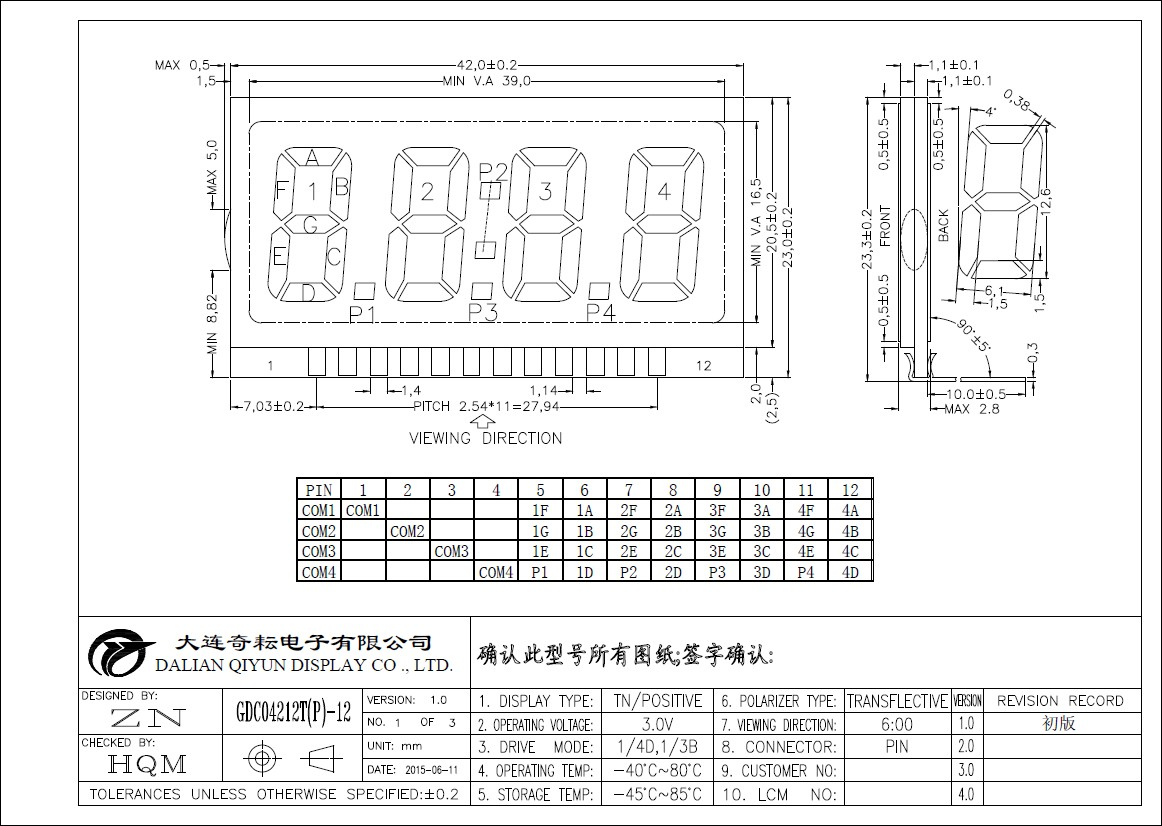 MAX 0,5
42,0±0.2
1,5
MIN V.A 39,0
MAX 5,0
MIN 8,82
A
F 1 B
G
E C
D
2
P2
3
4
P1
P3
P4
MIN V.A 16,5
20,5±0.2
23,0±0.2
1
12
1,4
1,14
2,0
(2,5)
7,03±0.2
PITCH 2.54*11=27,94
VIEWING DIRECTION
1,1±0.1
1,1±0.1
0,5±0.5
0,5±0.5
23,3±0.2
FRONT
BACK
0,5±0.5
4°
0,38
12,6
6,1
1,5
1,5
90°±5°
0,3
10.0±0.5
MAX 2.8
PIN 1 2 3 4 5 6 7 8 9 10 11 12
COM1 COM1 1F 1A 2F 2A 3F 3A 4F 4A
COM2 COM2 1G 1B 2G 2B 3G 3B 4G 4B
COM3 COM3 1E 1C 2E 2C 3E 3C 4E 4C
COM4 COM4 P1 1D P2 2D P3 3D P4 4D
大连奇耘电子有限公司
DALIAN QIYUN DISPLAY CO ., LTD.
确认此型号所有图纸;签字确认:
DESIGNED BY:
ZN
CHECKED BY:
HQM
GDC04212T(P)-12
VERSION: 1.0
NO. 1 OF 3
UNIT: mm
DATE: 2015-06-11
TOLERANCES UNLESS OTHERWISE SPECIFIED:±0.2
1. DISPLAY TYPE: TN/POSITIVE
2. OPERATING VOLTAGE: 3.0V
3. DRIVE MODE: 1/4D,1/3B
4. OPERATING TEMP: -40°C~80°C
5. STORAGE TEMP: -45°C~85°C
6. POLARIZER TYPE: TRANSFLECTIVE
7. VIEWING DIRECTION: 6:00
8. CONNECTOR: PIN
9. CUSTOMER NO:
10. LCM NO:
VERSION REVISION RECORD
1.0 初版
2.0
3.0
4.0